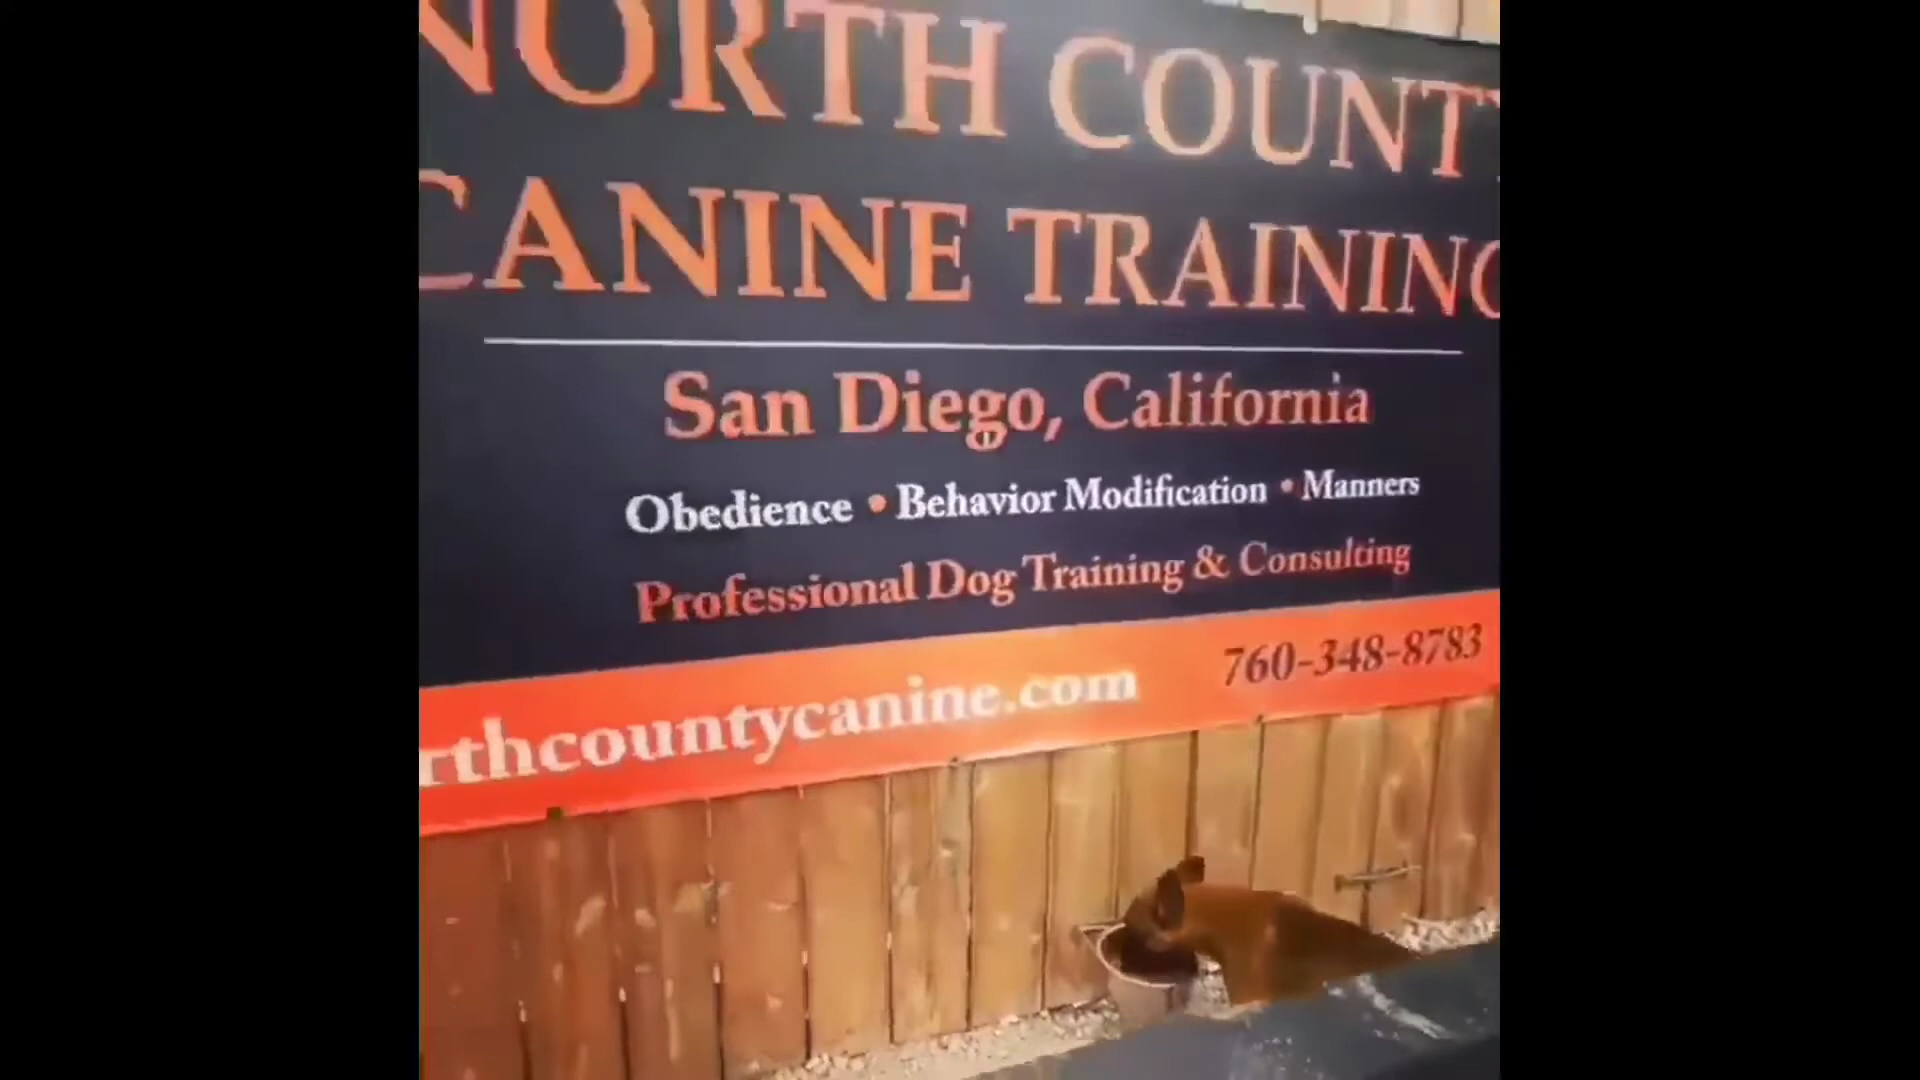 NORTH COUNTY
CANINE TRAINING
San Diego, California
Obedience • Behavior Modification • Manners
Professional Dog Training & Consulting
rthcountycanine.com 760-348-8783